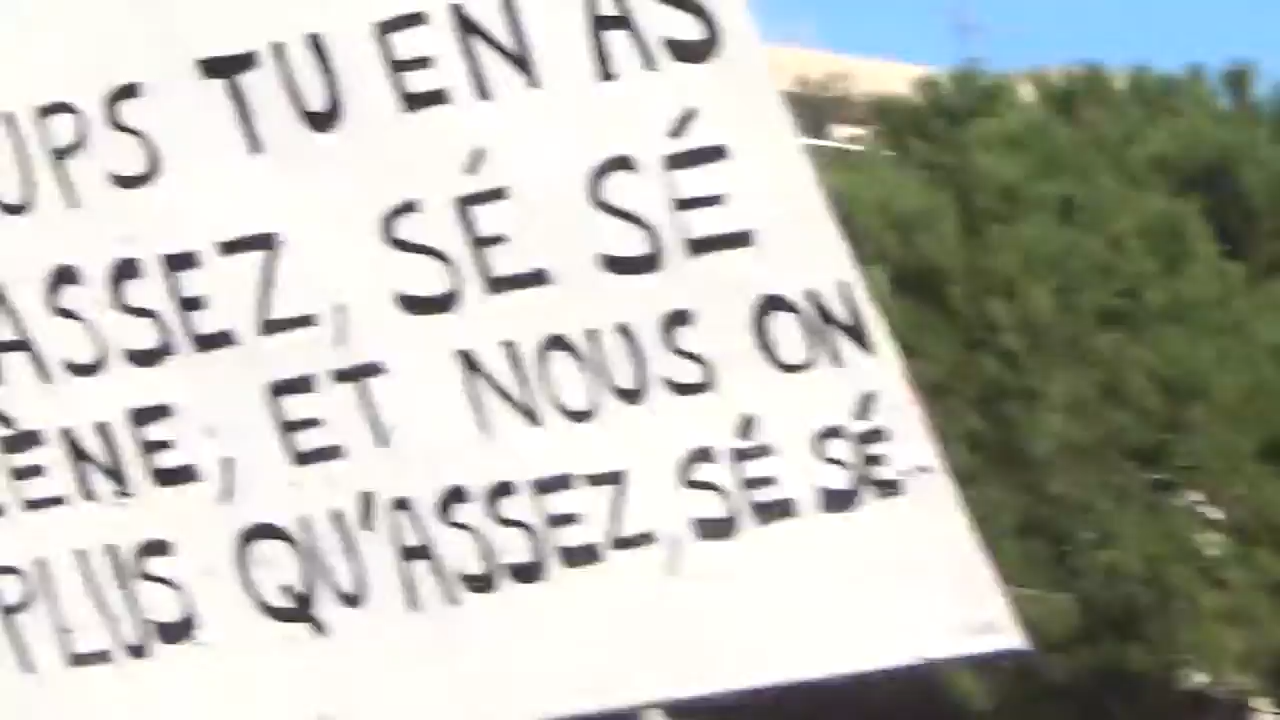 UPS TU EN AS
ASSEZ, SÉ SÉ
ÈNE, ET NOUS ON
PLUS QU'ASSEZ, SÉ SÉ..